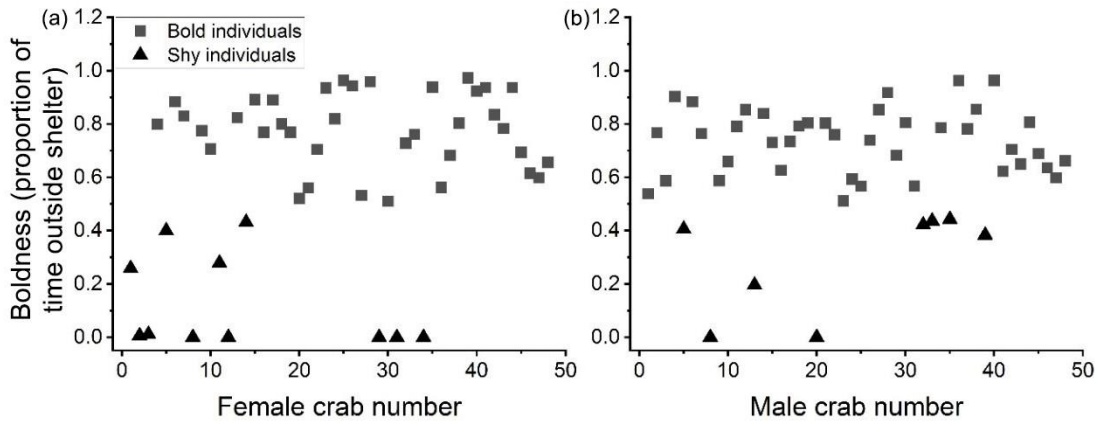 (a)
Bold individuals
Shy individuals
Boldness (proportion of
time outside shelter)
1.2
1.0
0.8
0.6
0.4
0.2
0.0
0 10 20 30 40 50
Female crab number
(b)
1.2
1.0
0.8
0.6
0.4
0.2
0.0
0 10 20 30 40 50
Male crab number